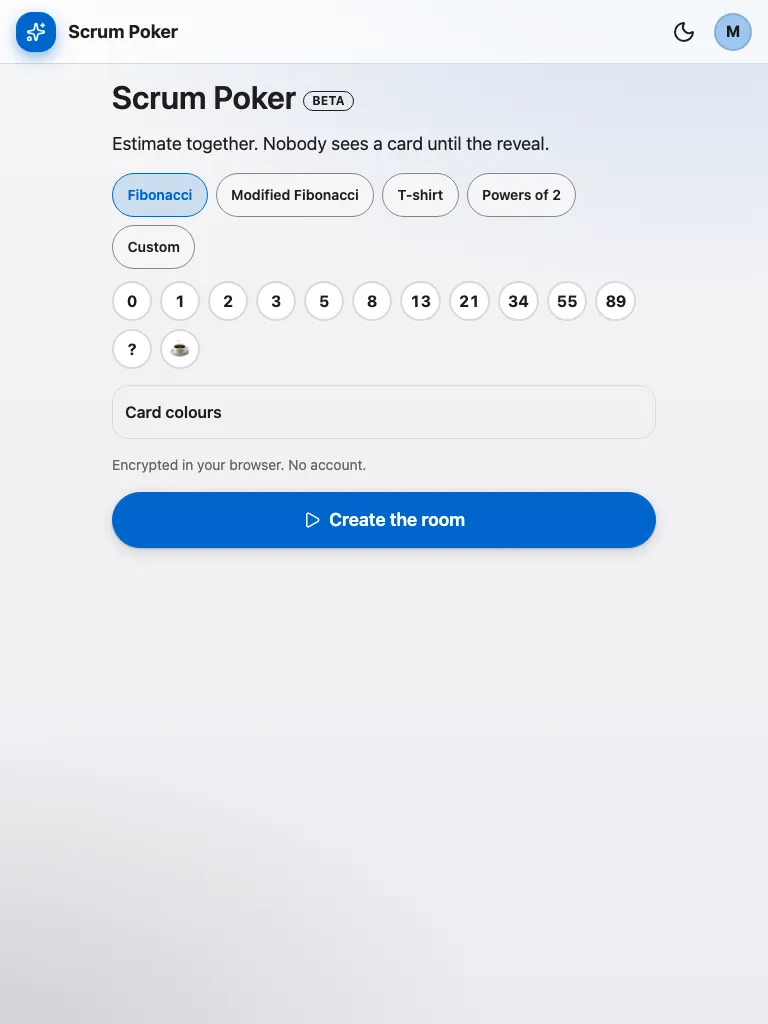 Scrum Poker
M
Scrum Poker BETA
Estimate together. Nobody sees a card until the reveal.
Fibonacci Modified Fibonacci T-shirt Powers of 2
Custom
0 1 2 3 5 8 13 21 34 55 89
? ☕
Card colours
Encrypted in your browser. No account.
Create the room